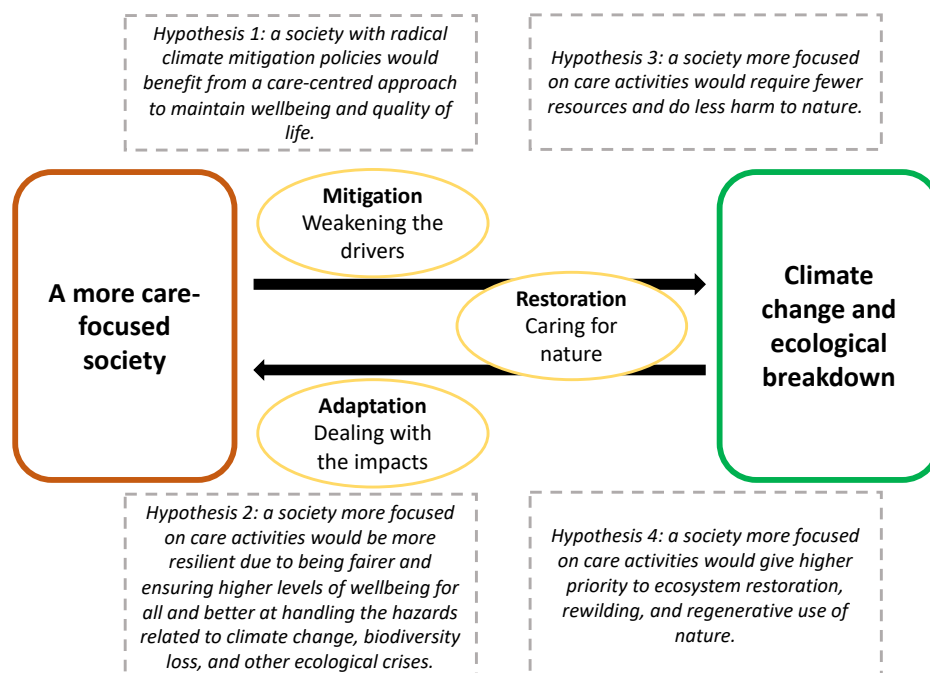 Hypothesis 1: a society with radical
climate mitigation policies would
benefit from a care-centred approach
to maintain wellbeing and quality of
life.
Hypothesis 3: a society more focused
on care activities would require fewer
resources and do less harm to nature.
A more care-
focused
society
Mitigation
Weakening the
drivers
Restoration
Caring for
nature
Adaptation
Dealing with
the impacts
Climate
change and
ecological
breakdown
Hypothesis 2: a society more focused
on care activities would be more
resilient due to being fairer and
ensuring higher levels of wellbeing for
all and better at handling the hazards
related to climate change, biodiversity
loss, and other ecological crises.
Hypothesis 4: a society more focused
on care activities would give higher
priority to ecosystem restoration,
rewilding, and regenerative use of
nature.